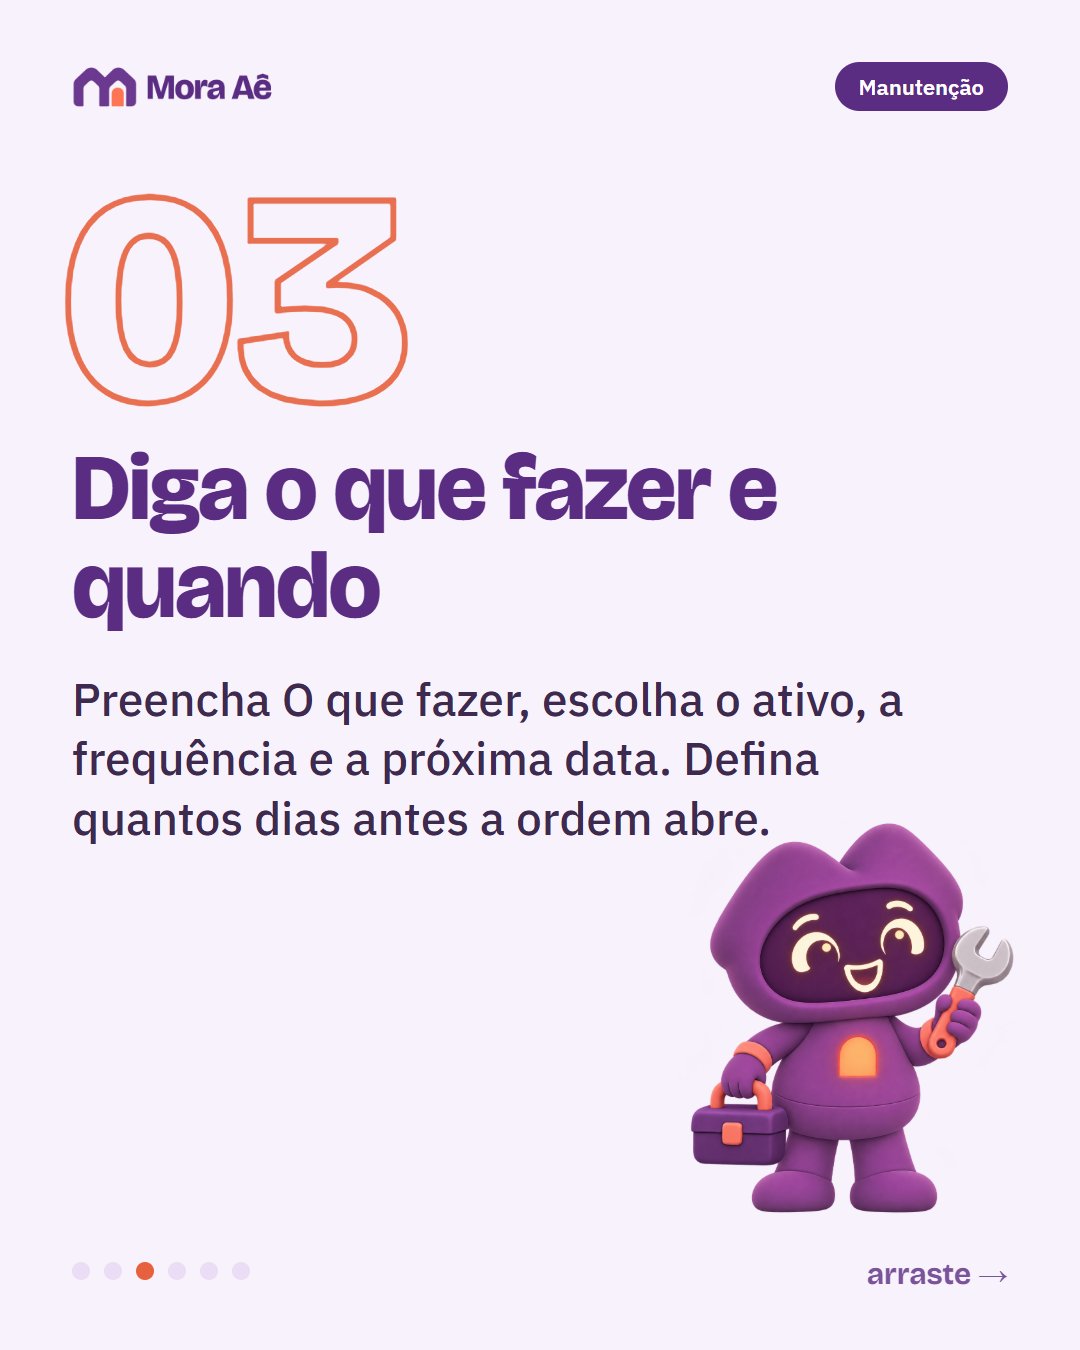 Mora Aê
Manutenção
03
Diga o que fazer e
quando
Preencha O que fazer, escolha o ativo, a
frequência e a próxima data. Defina
quantos dias antes a ordem abre.
arraste →